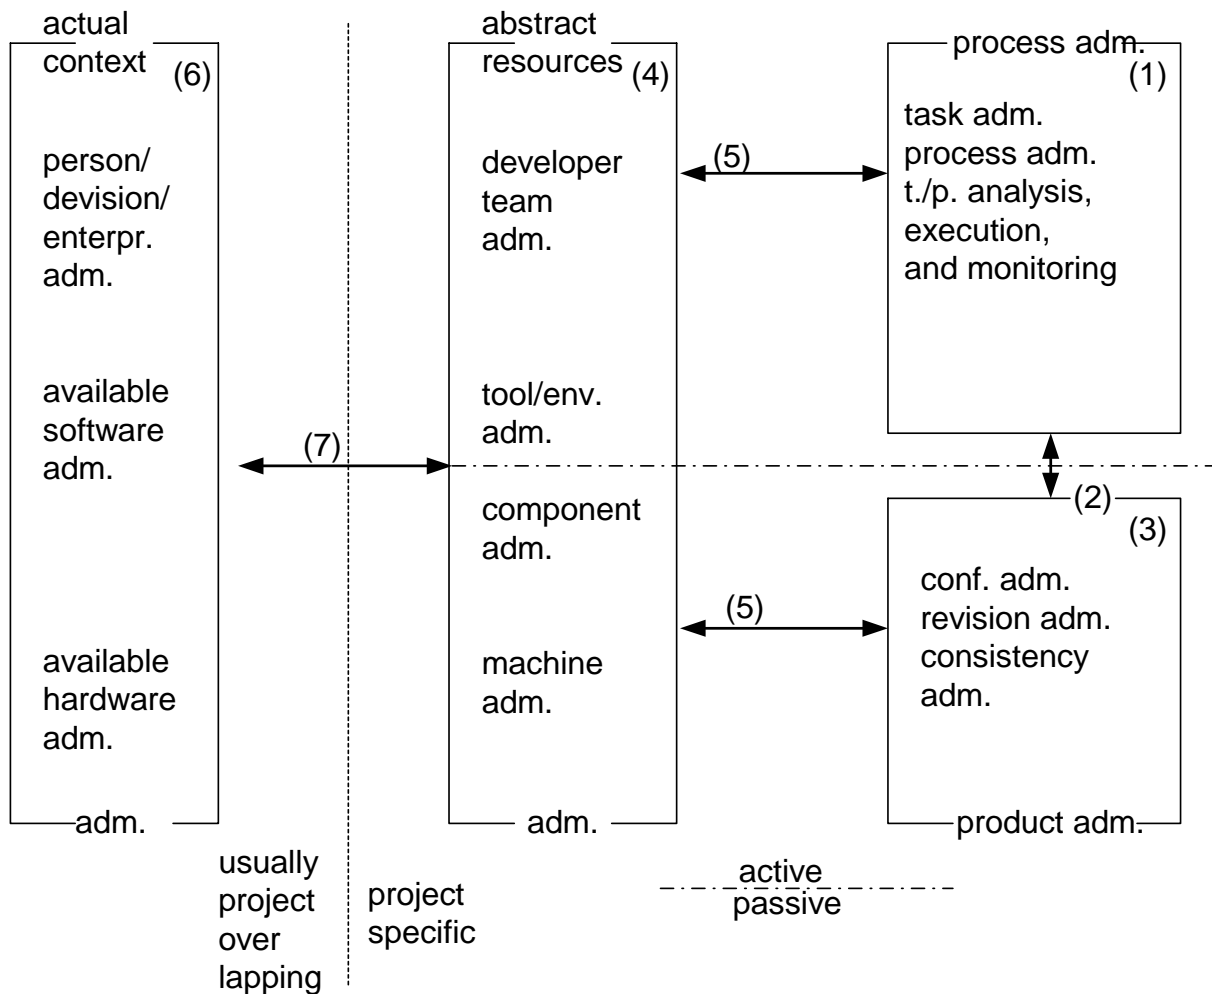 actual
context
(6)
person/
devision/
enterpr.
adm.
available
software
adm.
available
hardware
adm.
adm.
(7)
abstract
resources
(4)
developer
team
adm.
tool/env.
adm.
component
adm.
machine
adm.
adm.
(5)
(5)
process adm.
(1)
task adm.
process adm.
t./p. analysis,
execution,
and monitoring
(2)
(3)
conf. adm.
revision adm.
consistency
adm.
product adm.
usually
project
over
lapping
project
specific
active
passive